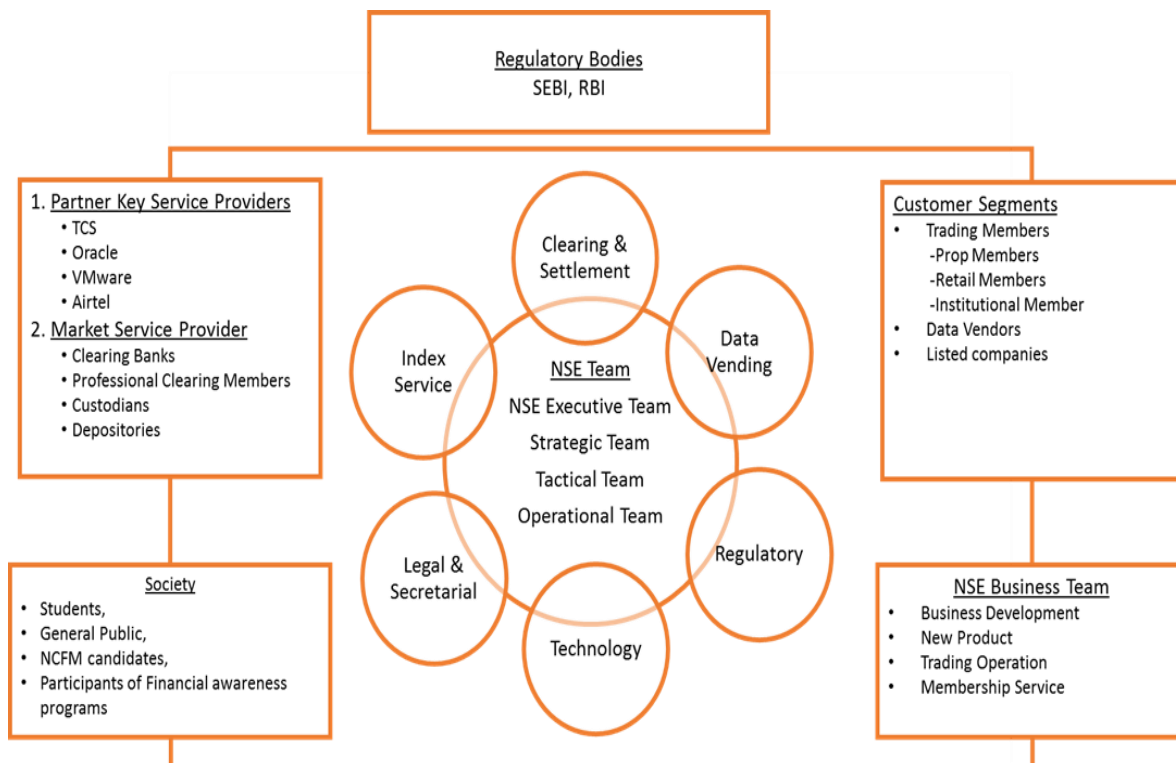 Regulatory Bodies
SEBI, RBI
1. Partner Key Service Providers
• TCS
• Oracle
• VMware
• Airtel
2. Market Service Provider
• Clearing Banks
• Professional Clearing Members
• Custodians
• Depositories
Society
• Students,
• General Public,
• NCFM candidates,
• Participants of Financial awareness
programs
Clearing &
Settlement
Data
Vending
Index
Service
NSE Team
NSE Executive Team
Strategic Team
Tactical Team
Operational Team
Regulatory
Legal &
Secretarial
Technology
Customer Segments
• Trading Members
-Prop Members
-Retail Members
-Institutional Member
• Data Vendors
• Listed companies
NSE Business Team
• Business Development
• New Product
• Trading Operation
• Membership Service